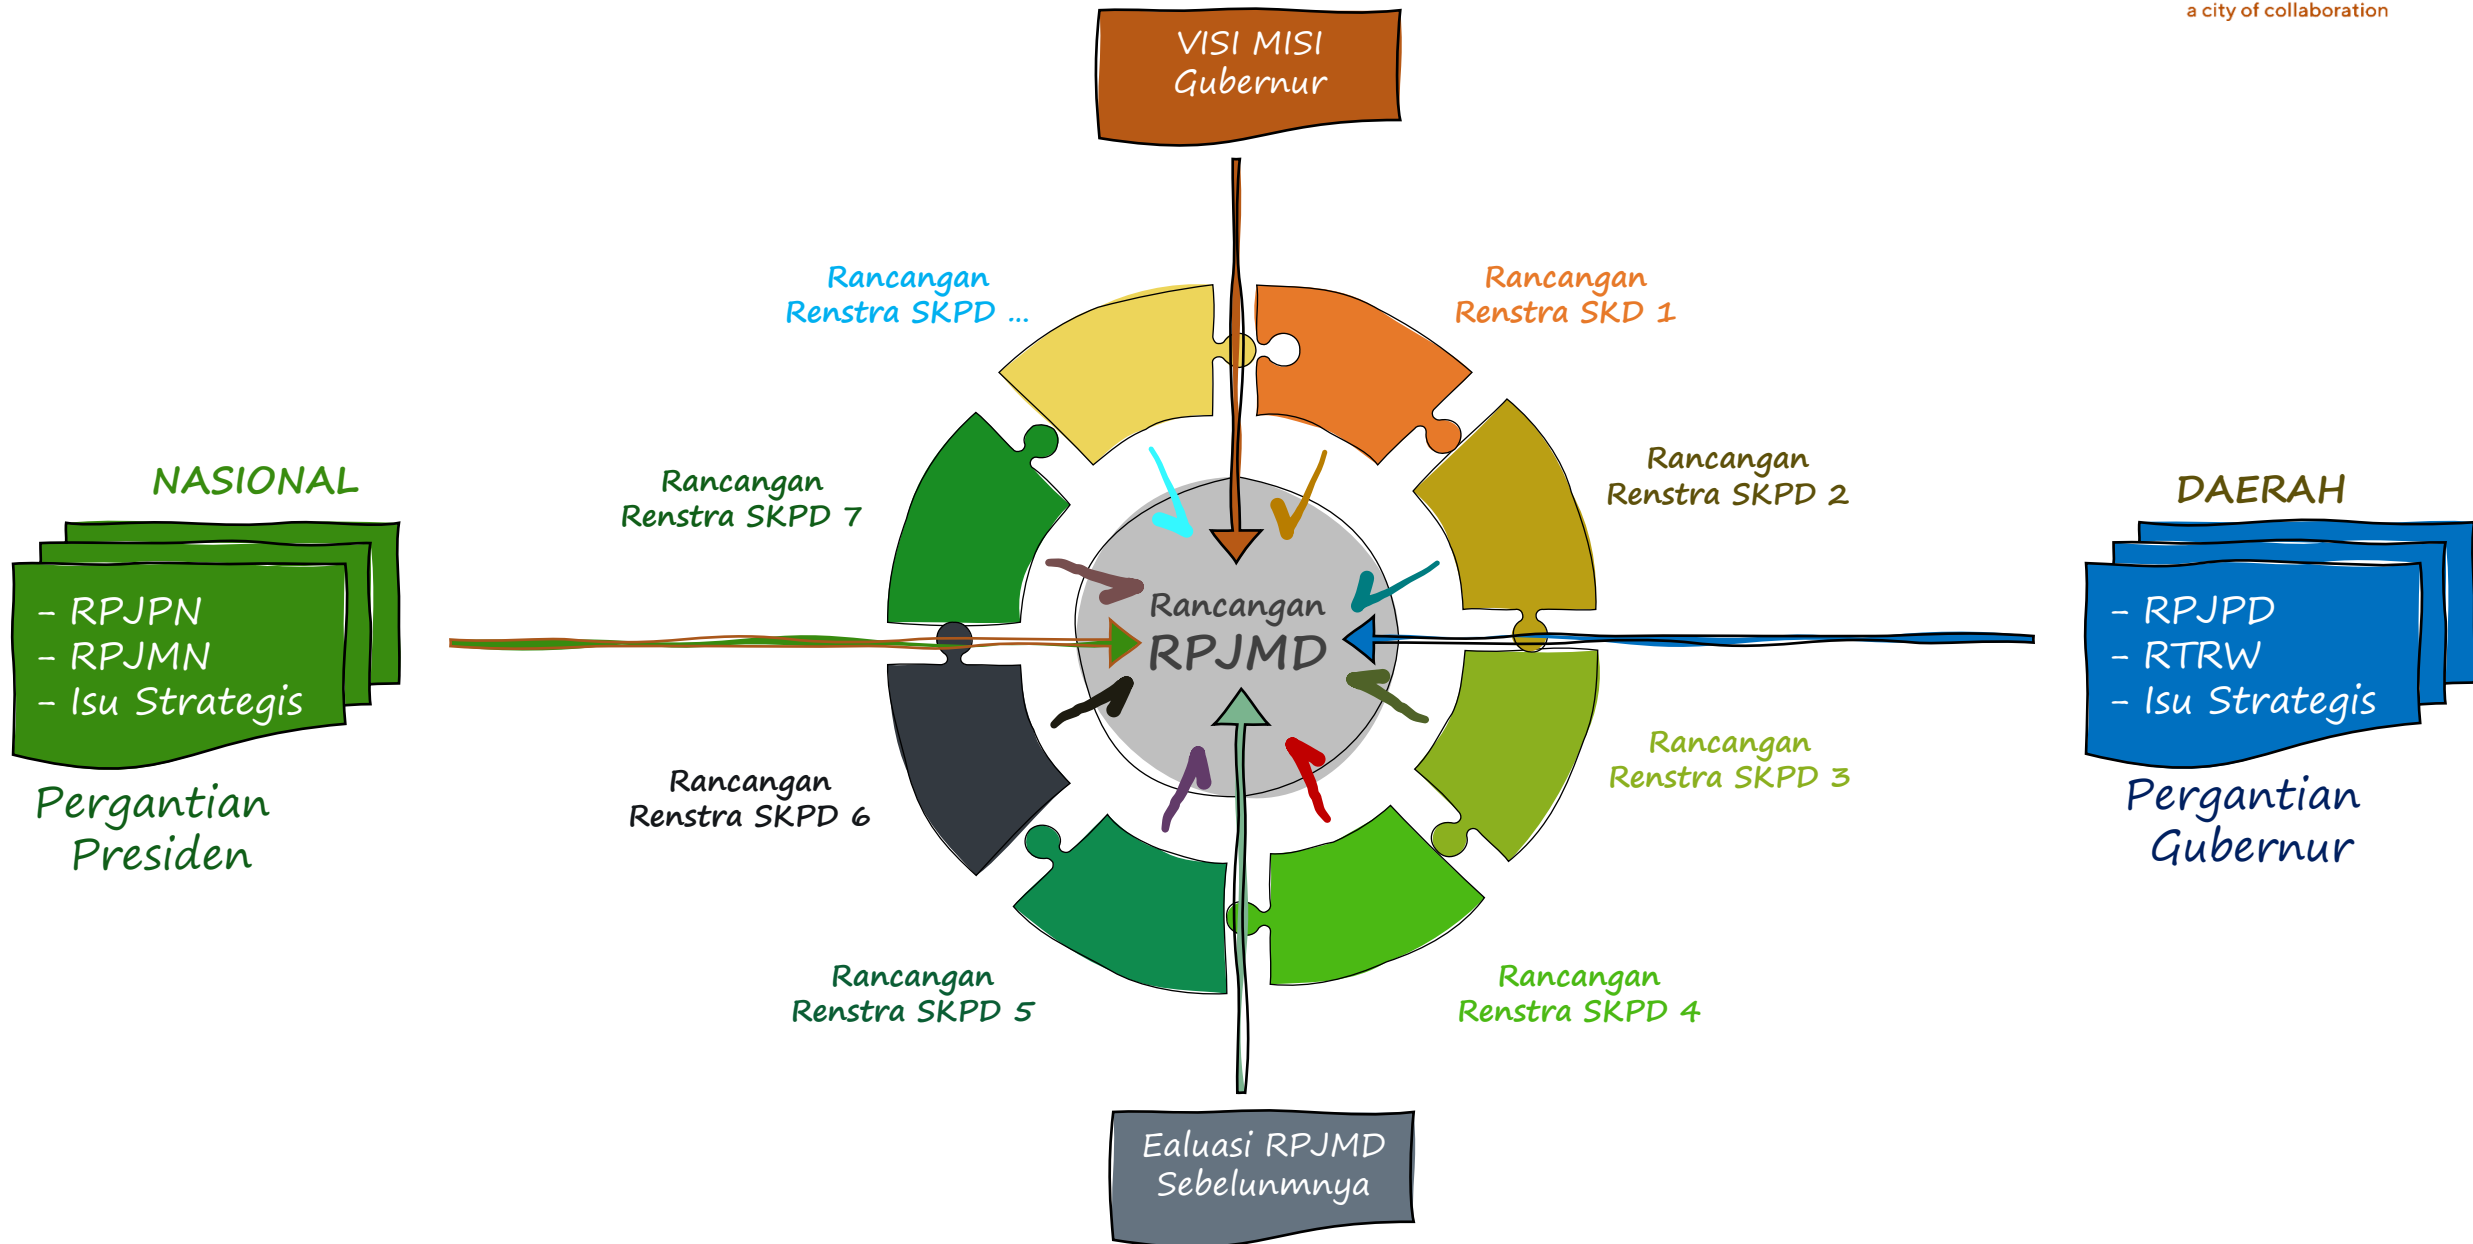 a city of collaboration
VISI MISI
Gubernur
Rancangan
Renstra SKPD ...
Rancangan
Renstra SKD 1
Rancangan
Renstra SKPD 2
Rancangan
Renstra SKPD 7
NASIONAL
- RPJPN
- RPJMN
- Isu Strategis
Pergantian
Presiden
Rancangan
RPJMD
DAERAH
- RPJPD
- RTRW
- Isu Strategis
Pergantian
Gubernur
Rancangan
Renstra SKPD 3
Rancangan
Renstra SKPD 6
Rancangan
Renstra SKPD 5
Rancangan
Renstra SKPD 4
Ealuasi RPJMD
Sebelunmnya